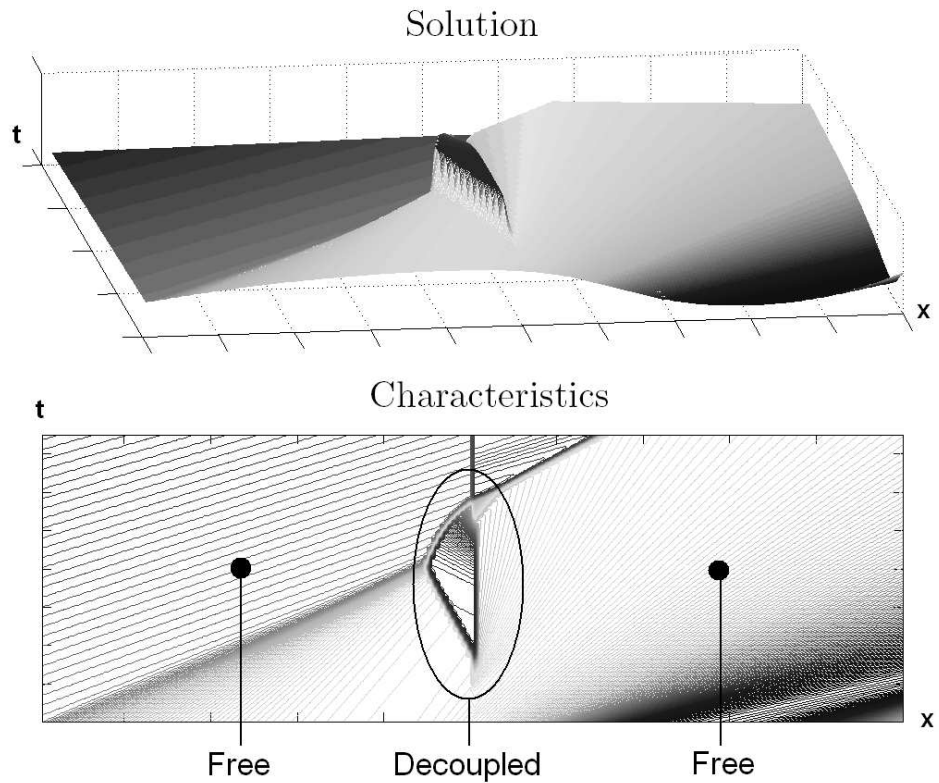 Solution
t
x
Characteristics
t
x
Free
Decoupled
Free